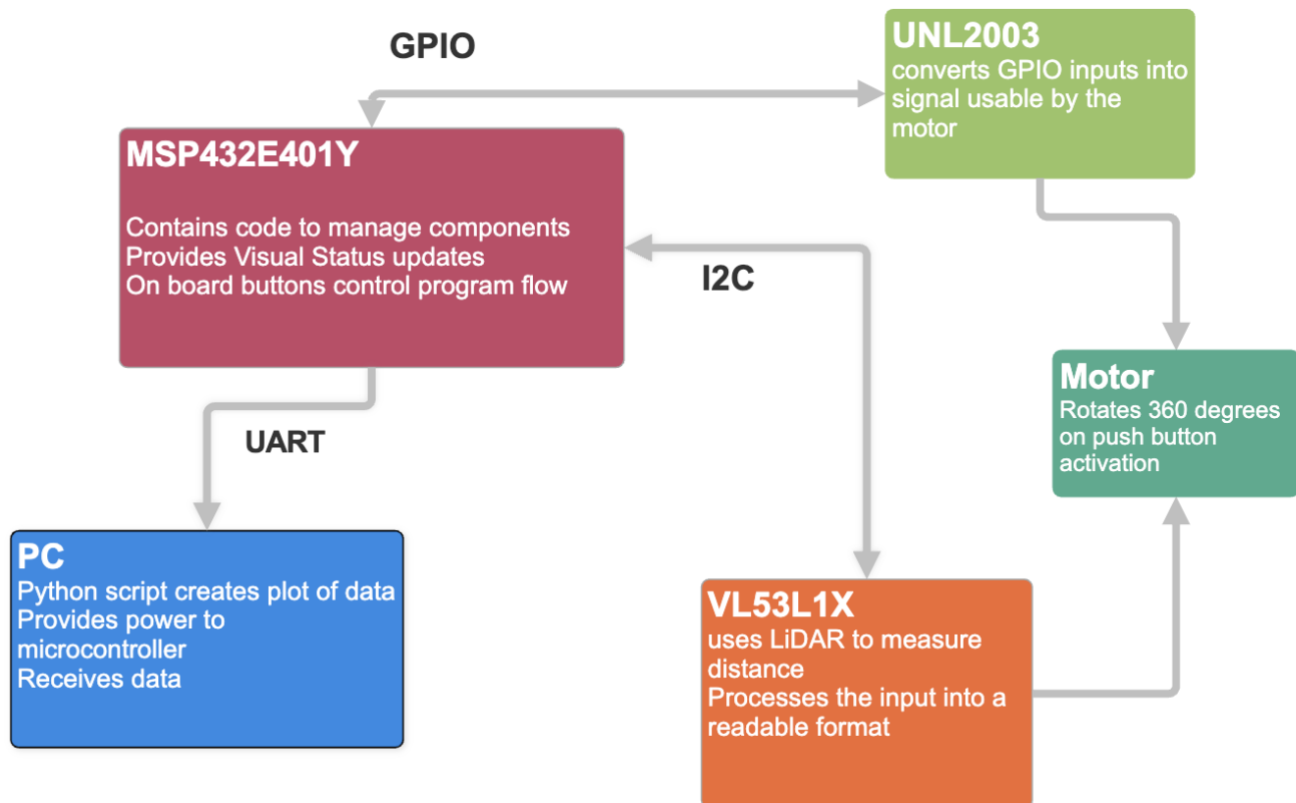 GPIO
UNL2003
converts GPIO inputs into
signal usable by the
motor
MSP432E401Y
Contains code to manage components
Provides Visual Status updates
On board buttons control program flow
I2C
UART
Motor
Rotates 360 degrees
on push button
activation
PC
Python script creates plot of data
Provides power to
microcontroller
Receives data
VL53L1X
uses LiDAR to measure
distance
Processes the input into a
readable format